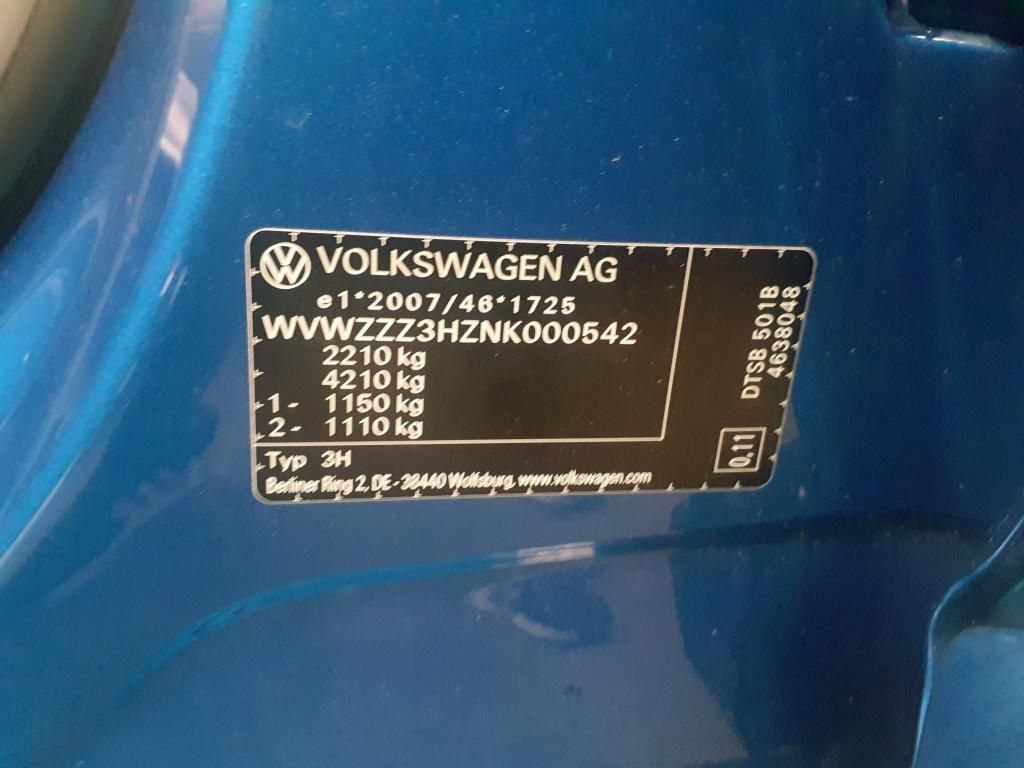 VOLKSWAGEN AG
e1*2007/46*1725
WVWZZZ3HZNK000542
2210 kg
4210 kg
1- 1150 kg
2- 1110 kg
Typ 3H
Berliner Ring 2, DE-38440 Wolfsburg, www.volkswagen.com
DTSB 501B
4638048
0.11